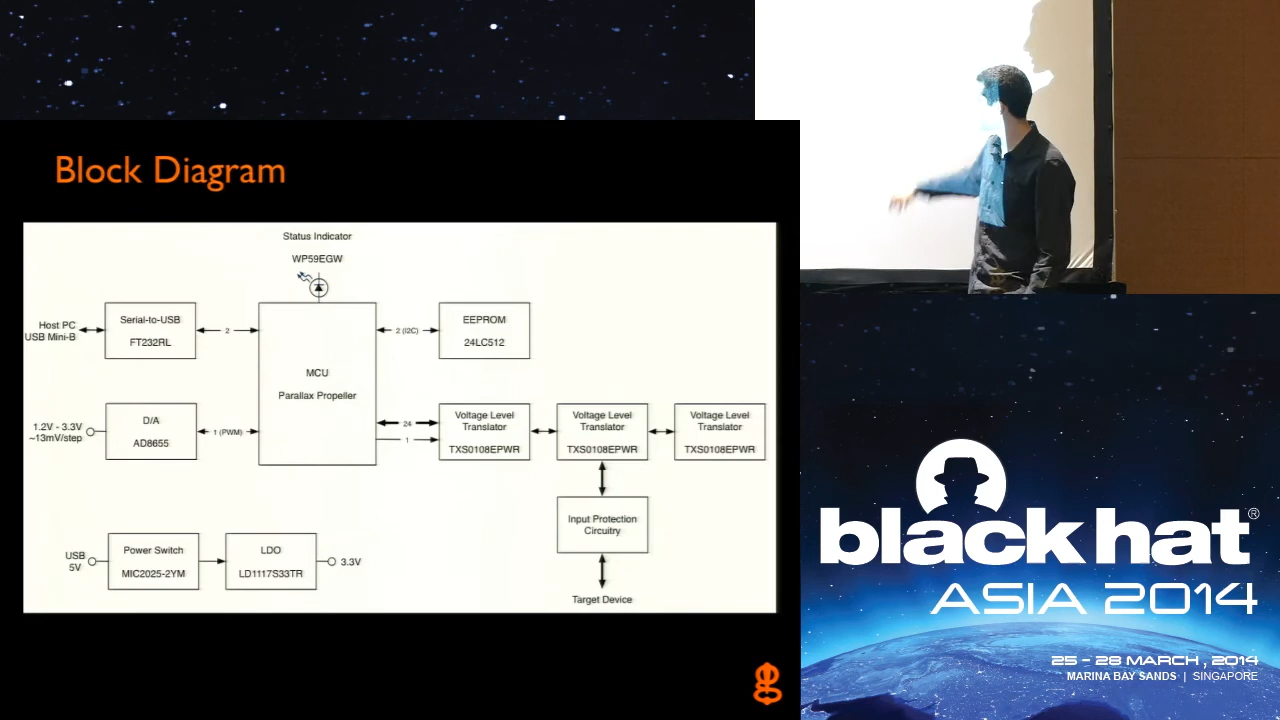 Block Diagram
Status Indicator
WP59EGW
Host PC
USB Mini-B
Serial-to-USB
FT232RL
2
MCU
Parallax Propeller
2 (I2C)
EEPROM
24LC512
1.2V - 3.3V
~13mV/step
D/A
AD8655
1 (PWM)
24
1
Voltage Level
Translator
TXS0108EPWR
Voltage Level
Translator
TXS0108EPWR
Voltage Level
Translator
TXS0108EPWR
Input Protection
Circuitry
Target Device
USB
5V
Power Switch
MIC2025-2YM
LDO
LD1117S33TR
3.3V
black hat®
ASIA 2014
25 - 28 MARCH, 2014
MARINA BAY SANDS | SINGAPORE